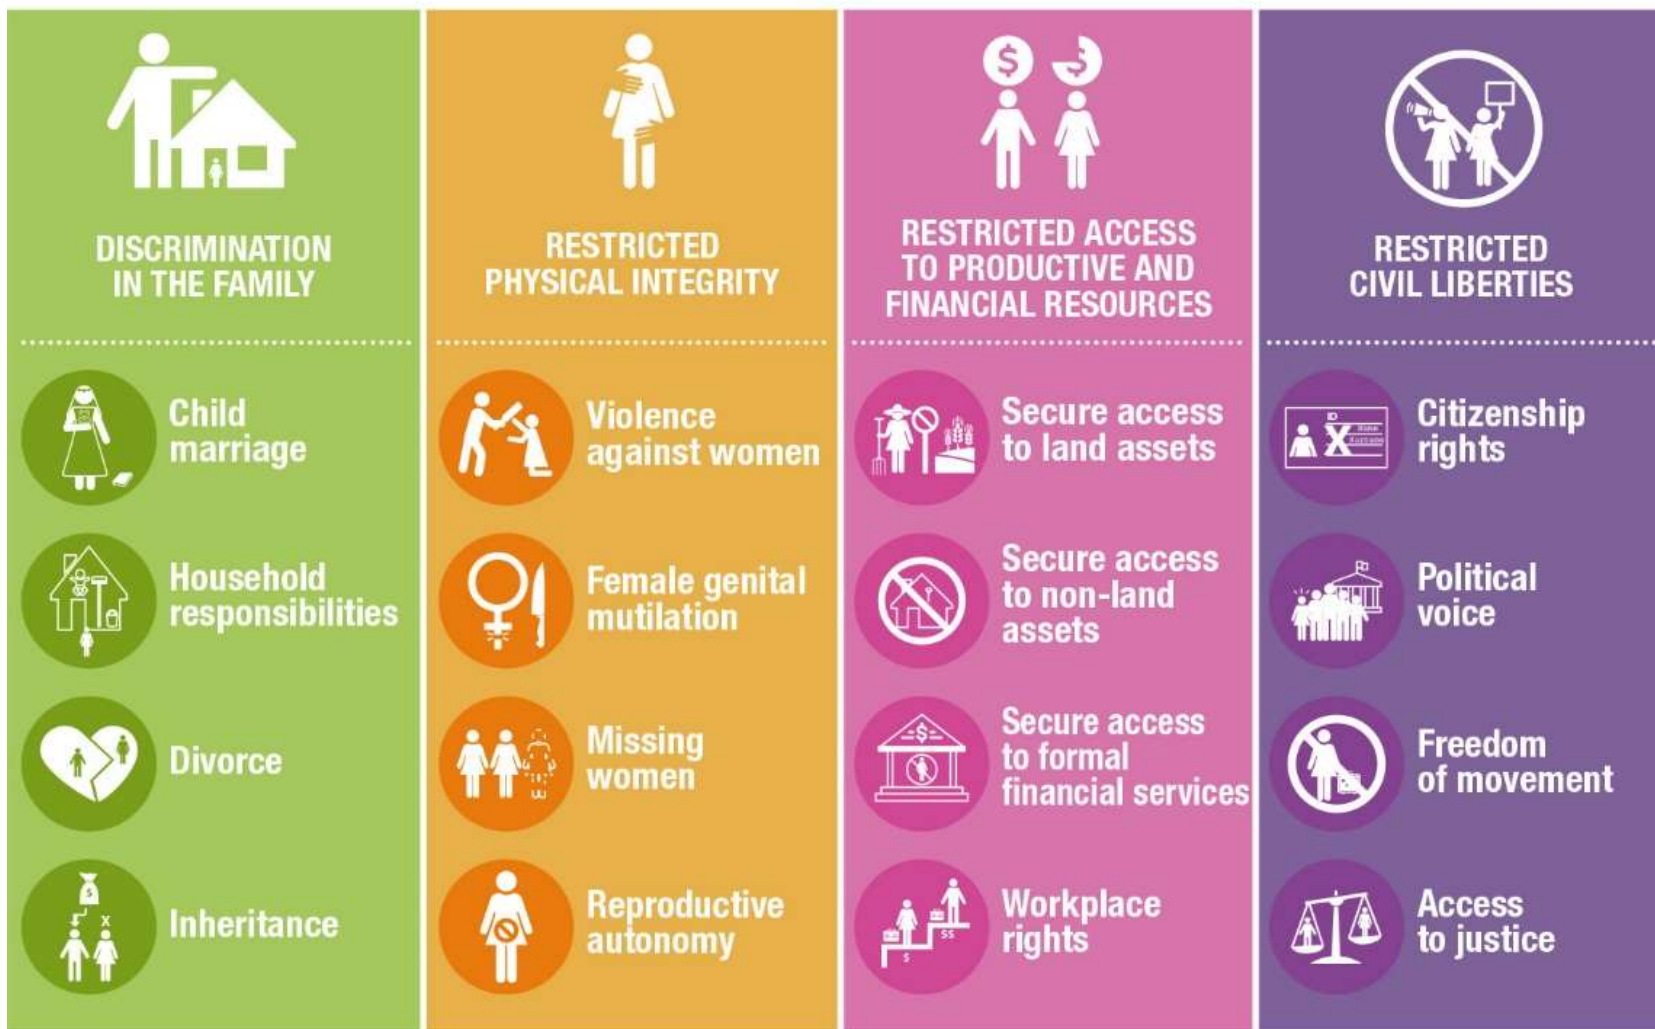 DISCRIMINATION
IN THE FAMILY
Child
marriage
Household
responsibilities
Divorce
$
X
Inheritance
RESTRICTED
PHYSICAL INTEGRITY
Violence
against women
Female genital
mutilation
Missing
women
Reproductive
autonomy
$ $
RESTRICTED ACCESS
TO PRODUCTIVE AND
FINANCIAL RESOURCES
Secure access
to land assets
Secure access
to non-land
assets
$
Secure access
to formal
financial services
$ $$
Workplace
rights
RESTRICTED
CIVIL LIBERTIES
ID
X
Citizenship
rights
Political
voice
Freedom
of movement
Access
to justice